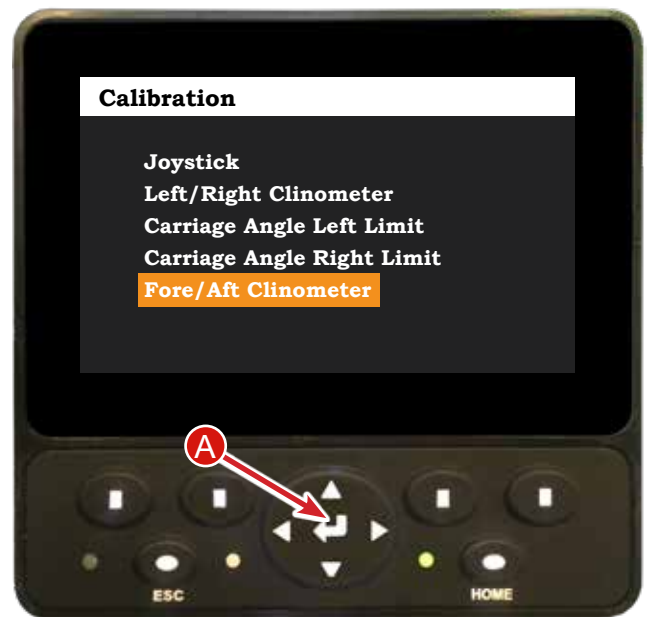 Calibration
Joystick
Left/Right Clinometer
Carriage Angle Left Limit
Carriage Angle Right Limit
Fore/Aft Clinometer
A
ESC
HOME